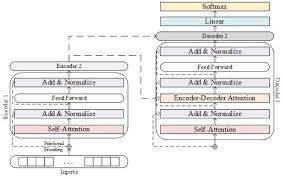 Softmax
Linear
Decoder 2
Add & Normalize
Feed Forward
Add & Normalize
Encoder-Decoder Attention
Add & Normalize
Self-Attention
Decoder 1
Encoder 2
Add & Normalize
Feed Forward
Add & Normalize
Self-Attention
Encoder 1
Positional
Encoding
...
Inputs